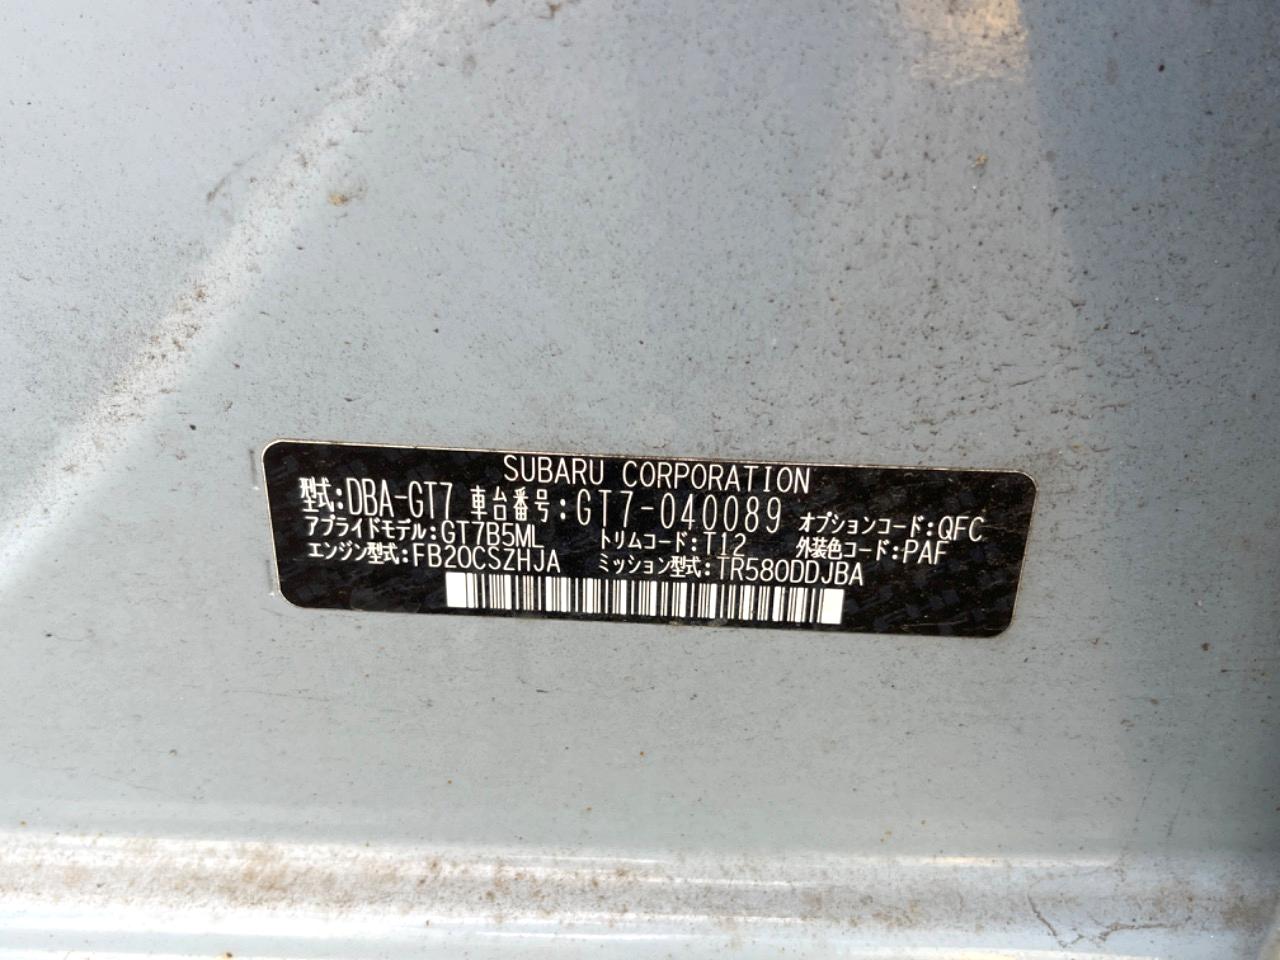 SUBARU CORPORATION
型式:DBA-GT7 車台番号:GT7-040089 オプションコード:QFC
アプライドモデル:GT7B5ML トリムコード:T12 外装色コード:PAF
エンジン型式:FB20CSZHJA ミッション型式:TR580DDJBA